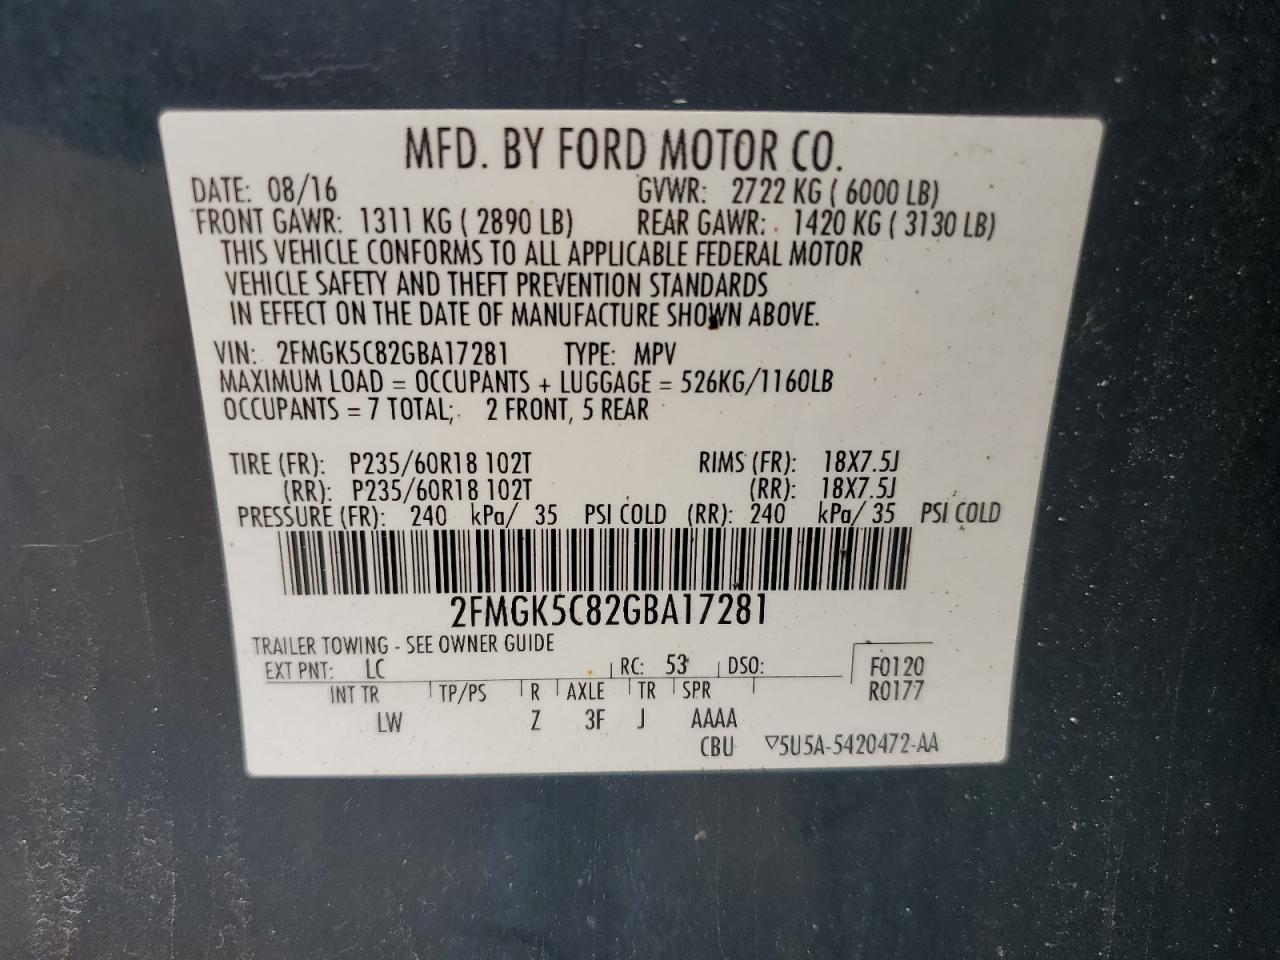 MFD. BY FORD MOTOR CO.
DATE: 08/16 GVWR: 2722 KG ( 6000 LB)
FRONT GAWR: 1311 KG ( 2890 LB) REAR GAWR: 1420 KG ( 3130 LB)
THIS VEHICLE CONFORMS TO ALL APPLICABLE FEDERAL MOTOR
VEHICLE SAFETY AND THEFT PREVENTION STANDARDS
IN EFFECT ON THE DATE OF MANUFACTURE SHOWN ABOVE.
VIN: 2FMGK5C82GBA17281 TYPE: MPV
MAXIMUM LOAD = OCCUPANTS + LUGGAGE = 526KG/1160LB
OCCUPANTS = 7 TOTAL; 2 FRONT, 5 REAR
TIRE (FR): P235/60R18 102T RIMS (FR): 18X7.5J
(RR): P235/60R18 102T (RR): 18X7.5J
PRESSURE (FR): 240 kPa/ 35 PSI COLD (RR): 240 kPa/ 35 PSI COLD
2FMGK5C82GBA17281
TRAILER TOWING - SEE OWNER GUIDE
EXT PNT: LC RC: 53 DSO: F0120
INT TR TP/PS R AXLE TR SPR R0177
LW Z 3F J AAAA
CBU ▽5U5A-5420472-AA